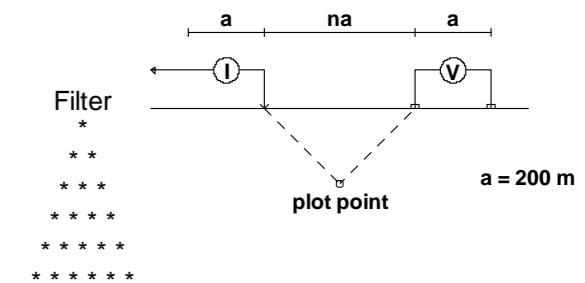 a na a
I V
Filter
*
* *
* * *
* * * *
* * * * *
* * * * * *
a = 200 m
plot point